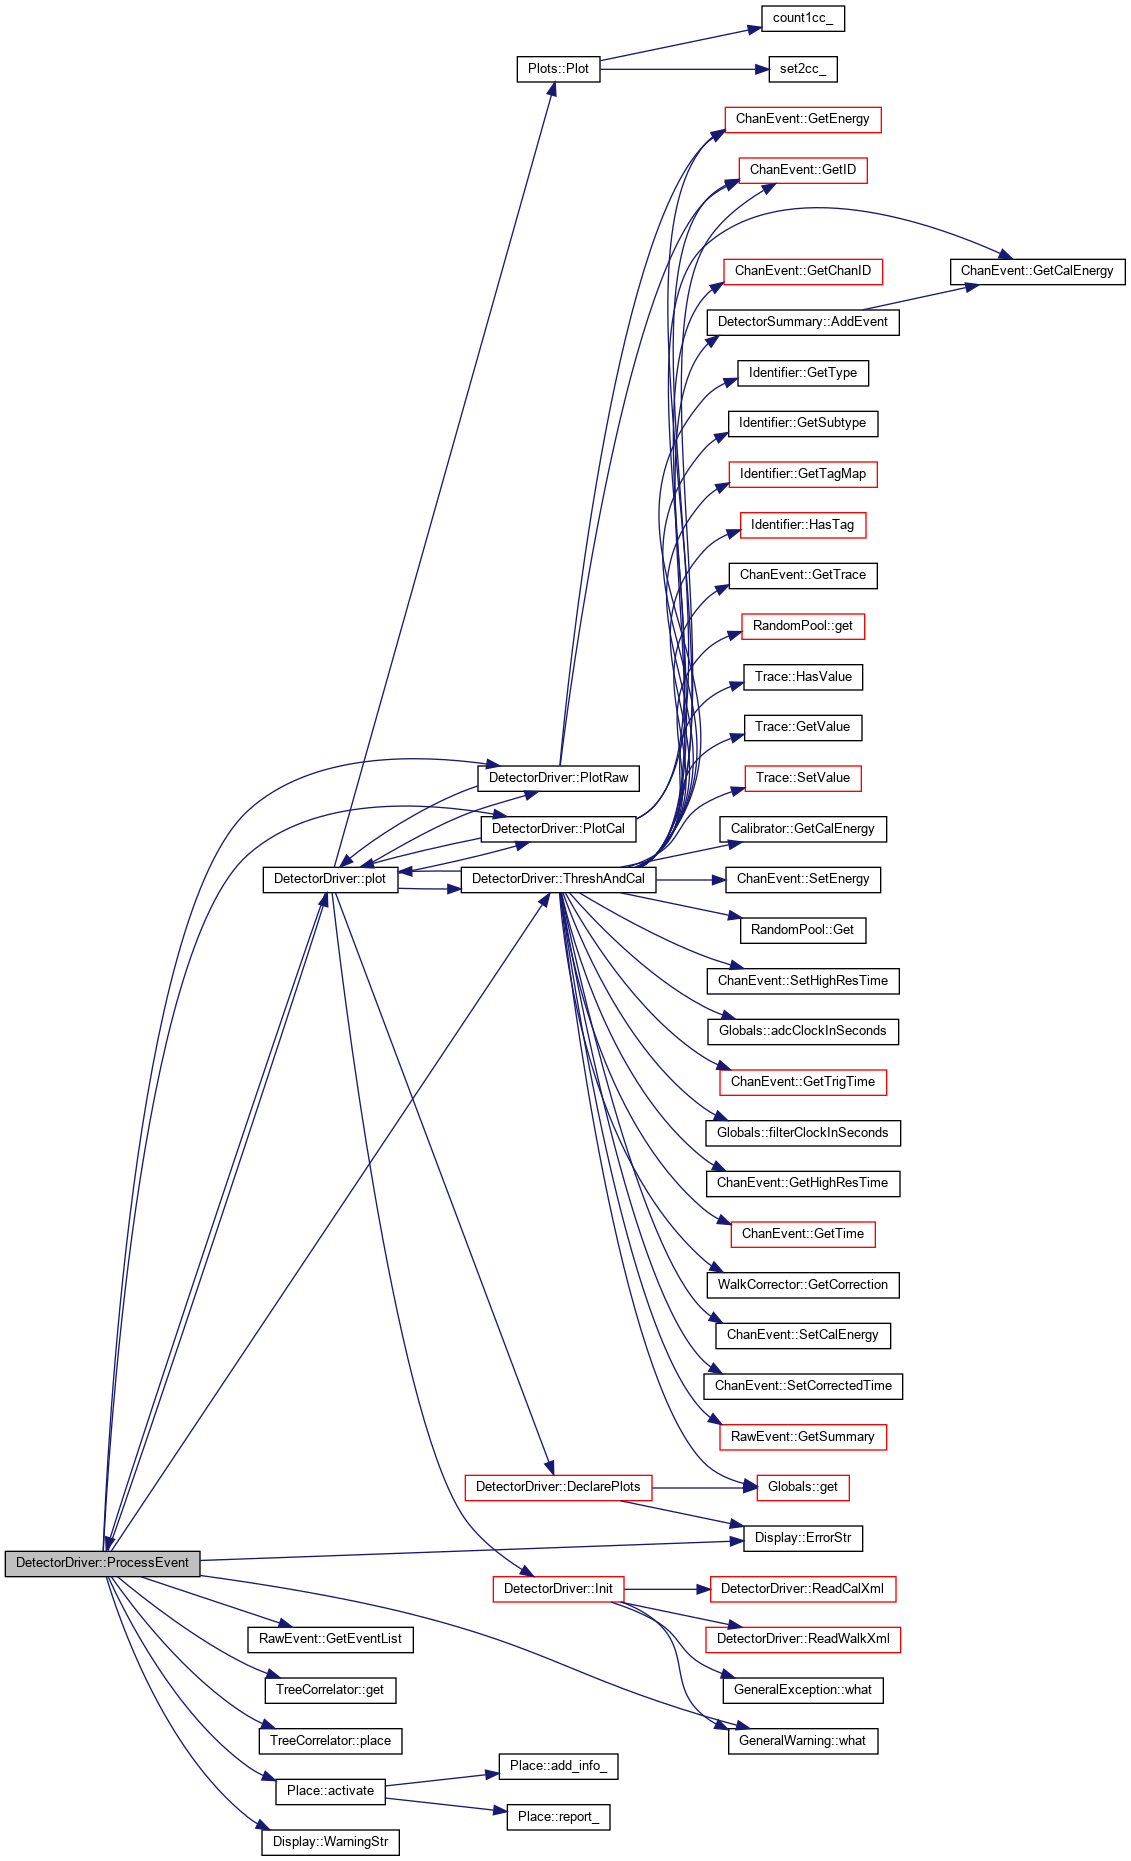 count1cc_
Plots::Plot
set2cc_
ChanEvent::GetEnergy
ChanEvent::GetID
ChanEvent::GetChanID
ChanEvent::GetCalEnergy
DetectorSummary::AddEvent
Identifier::GetType
Identifier::GetSubtype
Identifier::GetTagMap
Identifier::HasTag
ChanEvent::GetTrace
RandomPool::get
Trace::HasValue
Trace::GetValue
DetectorDriver::PlotRaw
Trace::SetValue
DetectorDriver::PlotCal
Calibrator::GetCalEnergy
DetectorDriver::plot
DetectorDriver::ThreshAndCal
ChanEvent::SetEnergy
RandomPool::Get
ChanEvent::SetHighResTime
Globals::adcClockInSeconds
ChanEvent::GetTrigTime
Globals::filterClockInSeconds
ChanEvent::GetHighResTime
ChanEvent::GetTime
WalkCorrector::GetCorrection
ChanEvent::SetCalEnergy
ChanEvent::SetCorrectedTime
RawEvent::GetSummary
DetectorDriver::DeclarePlots
Globals::get
Display::ErrorStr
DetectorDriver::ProcessEvent
DetectorDriver::Init
DetectorDriver::ReadCalXml
RawEvent::GetEventList
DetectorDriver::ReadWalkXml
TreeCorrelator::get
GeneralException::what
TreeCorrelator::place
GeneralWarning::what
Place::add_info_
Place::activate
Place::report_
Display::WarningStr